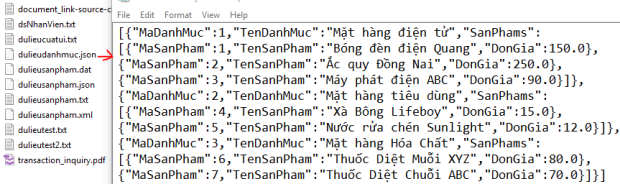 document_link-source-c
dsNhanVien.txt
dulieucuatui.txt
dulieudanhmuc.json
dulieusanpham.dat
dulieusanpham.json
dulieusanpham.txt
dulieusanpham.xml
dulieutest.txt
dulieutest2.txt
transaction_inquiry.pdf
File Edit Format View Help
[{"MaDanhMuc":1,"TenDanhMuc":"Mặt hàng điện tử","SanPhams":
[{"MaSanPham":1,"TenSanPham":"Bóng đèn điện Quang","DonGia":150.0},
{"MaSanPham":2,"TenSanPham":"Ắc quy Đồng Nai","DonGia":250.0},
{"MaSanPham":3,"TenSanPham":"Máy phát điện ABC","DonGia":90.0}]},
{"MaDanhMuc":2,"TenDanhMuc":"Mặt hàng tiêu dùng","SanPhams":
[{"MaSanPham":4,"TenSanPham":"Xà Bông Lifeboy","DonGia":15.0},
{"MaSanPham":5,"TenSanPham":"Nước rửa chén Sunlight","DonGia":12.0}]},
{"MaDanhMuc":3,"TenDanhMuc":"Mặt hàng Hóa Chất","SanPhams":
[{"MaSanPham":6,"TenSanPham":"Thuốc Diệt Muỗi XYZ","DonGia":80.0},
{"MaSanPham":7,"TenSanPham":"Thuốc Diệt Chuỗi ABC","DonGia":70.0}]}]